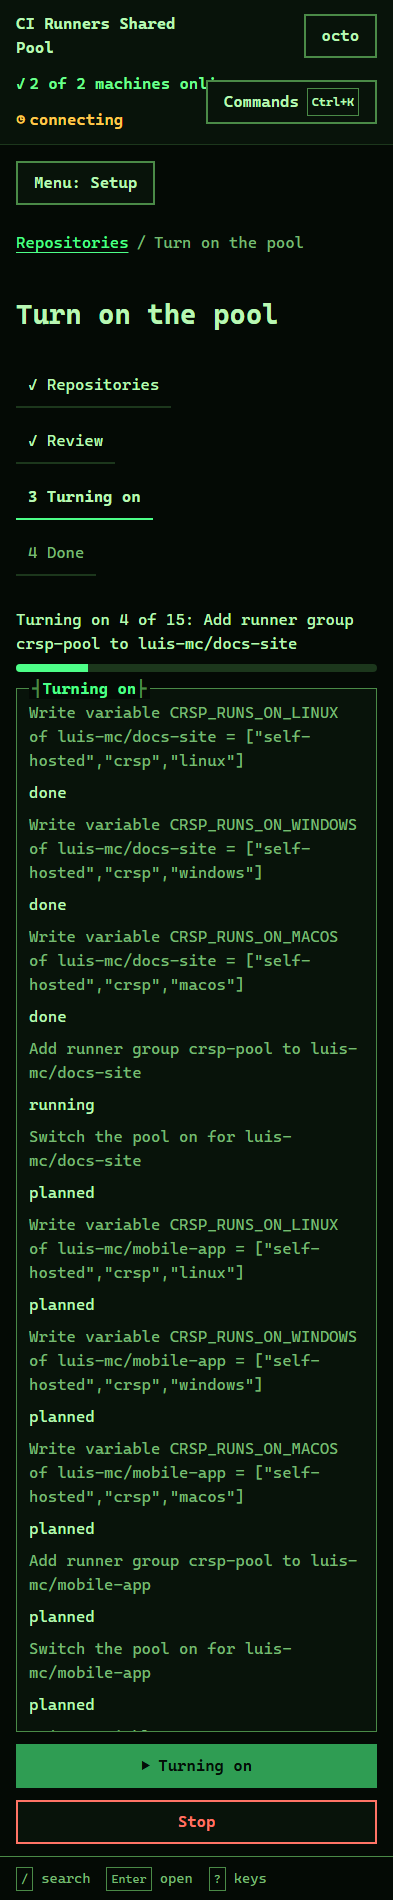 CI Runners Shared
Pool
octo
✓ 2 of 2 machines
Commands Ctrl+K
connecting
Menu: Setup
Repositories / Turn on the pool
Turn on the pool
✓ Repositories
✓ Review
3 Turning on
4 Done
Turning on 4 of 15: Add runner group
crsp-pool to luis-mc/docs-site
Turning on
Write variable CRSP_RUNS_ON_LINUX
of luis-mc/docs-site = ["self-
hosted","crsp","linux"]
done
Write variable CRSP_RUNS_ON_WINDOWS
of luis-mc/docs-site = ["self-
hosted","crsp","windows"]
done
Write variable CRSP_RUNS_ON_MACOS
of luis-mc/docs-site = ["self-
hosted","crsp","macos"]
done
Add runner group crsp-pool to luis-
mc/docs-site
running
Switch the pool on for luis-
mc/docs-site
planned
Write variable CRSP_RUNS_ON_LINUX
of luis-mc/mobile-app = ["self-
hosted","crsp","linux"]
planned
Write variable CRSP_RUNS_ON_WINDOWS
of luis-mc/mobile-app = ["self-
hosted","crsp","windows"]
planned
Write variable CRSP_RUNS_ON_MACOS
of luis-mc/mobile-app = ["self-
hosted","crsp","macos"]
planned
Add runner group crsp-pool to luis-
mc/mobile-app
planned
Switch the pool on for luis-
mc/mobile-app
planned
▶ Turning on
Stop
/ search Enter open ? keys